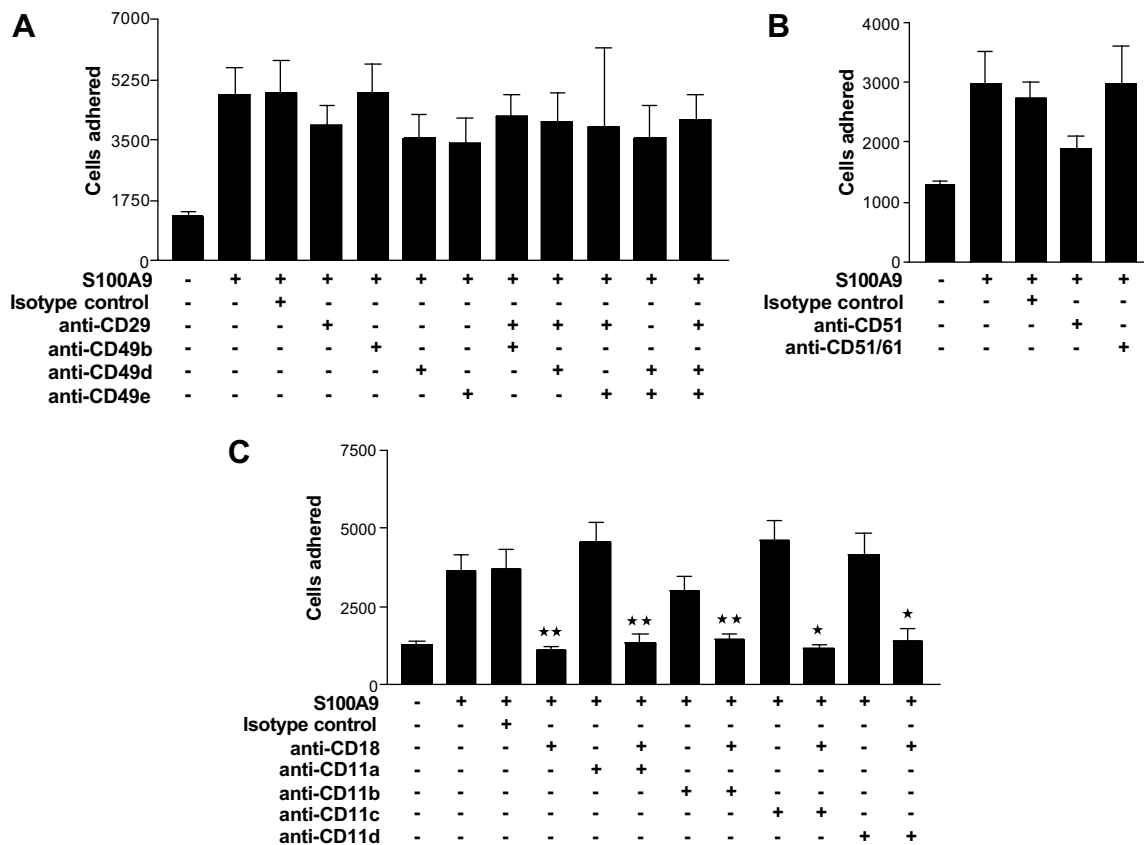 A
7000
5250
3500
1750
0
Cells adhered
S100A9 - + + + + + + + + + + +
Isotype control - - + - - - - - - - - -
anti-CD29 - - - + - - - + + + - +
anti-CD49b - - - - + - - + - - - -
anti-CD49d - - - - - + - - + - + +
anti-CD49e - - - - - - + - - + + +
B
4000
3000
2000
1000
0
Cells adhered
S100A9 - + + + +
Isotype control - - + - -
anti-CD51 - - - + -
anti-CD51/61 - - - - +
C
7500
5000
2500
0
Cells adhered
★★ ★★ ★★ ★ ★
S100A9 - + + + + + + + + + + +
Isotype control - - + - - - - - - - - -
anti-CD18 - - - + - + - + - + - +
anti-CD11a - - - - + + - - - - - -
anti-CD11b - - - - - - + + - - - -
anti-CD11c - - - - - - - - + + - -
anti-CD11d - - - - - - - - - - + +